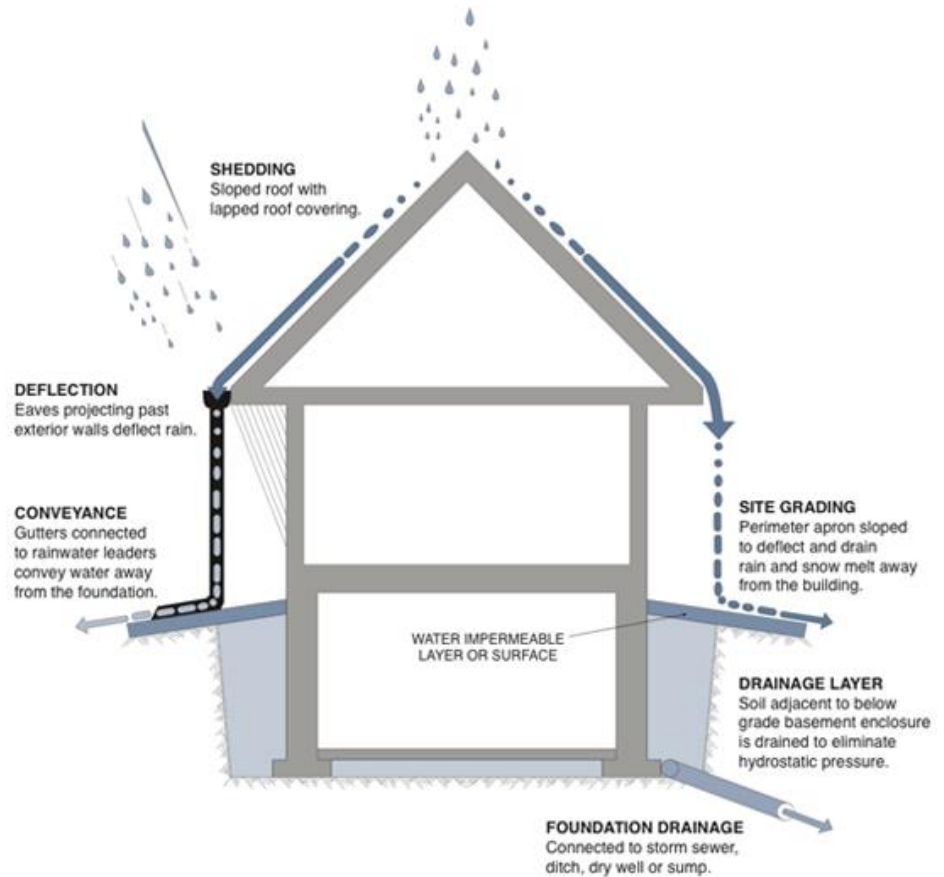 SHEDDING
Sloped roof with
lapped roof covering.
DEFLECTION
Eaves projecting past
exterior walls deflect rain.
CONVEYANCE
Gutters connected
to rainwater leaders
convey water away
from the foundation.
SITE GRADING
Perimeter apron sloped
to deflect and drain
rain and snow melt away
from the building.
WATER IMPERMEABLE
LAYER OR SURFACE
DRAINAGE LAYER
Soil adjacent to below
grade basement enclosure
is drained to eliminate
hydrostatic pressure.
FOUNDATION DRAINAGE
Connected to storm sewer,
ditch, dry well or sump.